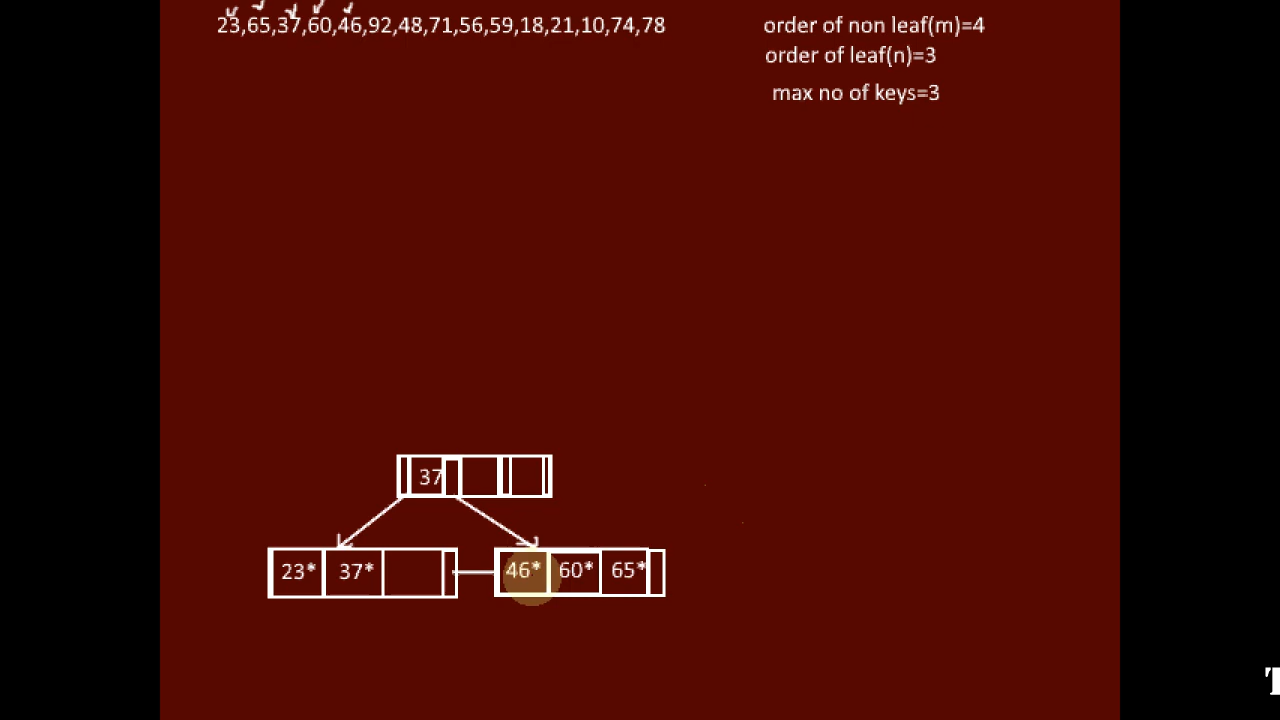 23,65,37,60,46,92,48,71,56,59,18,21,10,74,78
order of non leaf(m)=4
order of leaf(n)=3
max no of keys=3
37
23* 37*
46* 60* 65*